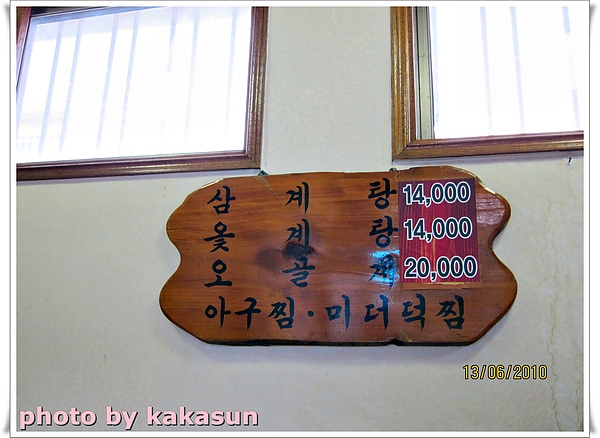 삼 계 탕 14,000
옻 계 탕 14,000
오 골 계 20,000
아구찜·미더덕찜
13/06/2010
photo by kakasun